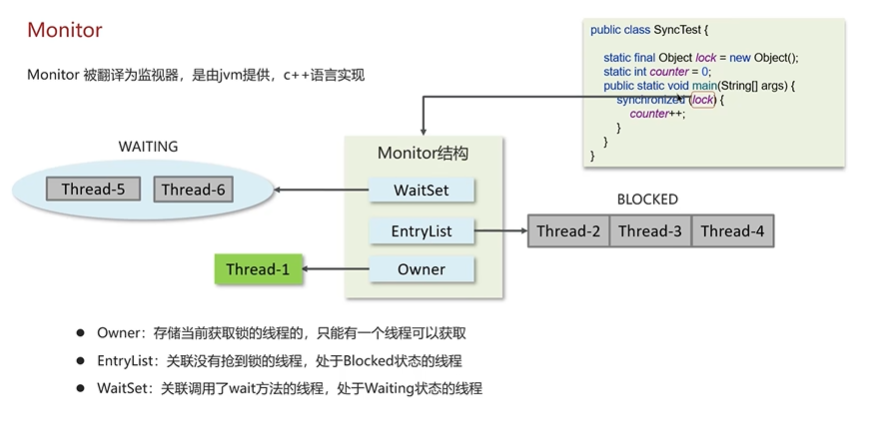 Monitor
Monitor 被翻译为监视器，是由jvm提供，c++语言实现
public class SyncTest {
static final Object lock = new Object();
static int counter = 0;
public static void main(String[] args) {
synchronized (lock) {
counter++;
}
}
}
WAITING
Thread-5
Thread-6
Monitor结构
WaitSet
EntryList
Owner
BLOCKED
Thread-2
Thread-3
Thread-4
Thread-1
● Owner：存储当前获取锁的线程的，只能有一个线程可以获取
● EntryList：关联没有抢到锁的线程，处于Blocked状态的线程
● WaitSet：关联调用了wait方法的线程，处于Waiting状态的线程